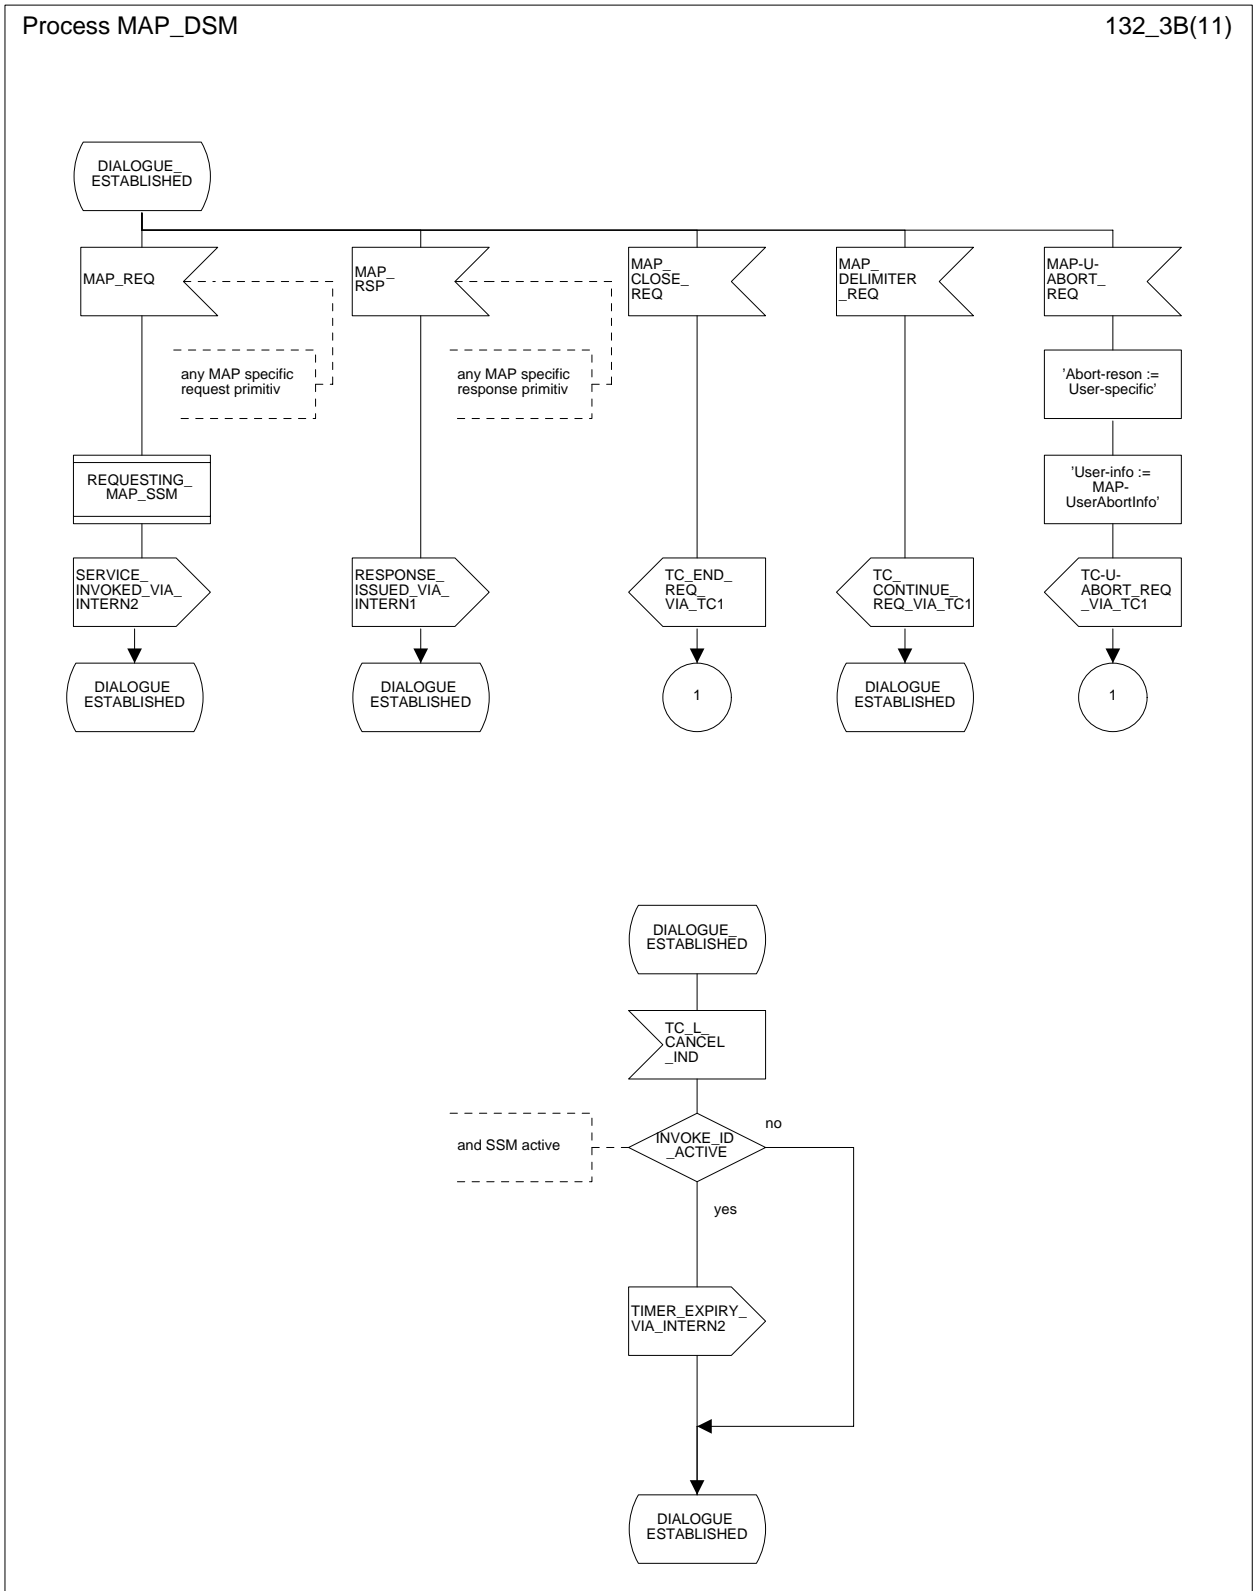 Process MAP_DSM
132_3B(11)
DIALOGUE_
ESTABLISHED
MAP_REQ
MAP_
RSP
MAP_
CLOSE_
REQ
MAP_
DELIMITER
_REQ
MAP-U-
ABORT_
REQ
any MAP specific
request primitiv
any MAP specific
response primitiv
'Abort-reson :=
User-specific'
REQUESTING_
MAP_SSM
'User-info :=
MAP-
UserAbortInfo'
SERVICE_
INVOKED_VIA_
INTERN2
RESPONSE_
ISSUED_VIA_
INTERN1
TC_END_
REQ_
VIA_TC1
TC_
CONTINUE_
REQ_VIA_TC1
TC-U-
ABORT_REQ
_VIA_TC1
DIALOGUE
ESTABLISHED
DIALOGUE
ESTABLISHED
1
DIALOGUE
ESTABLISHED
1
DIALOGUE_
ESTABLISHED
TC_L_
CANCEL
_IND
and SSM active
INVOKE_ID
_ACTIVE
no
yes
TIMER_EXPIRY_
VIA_INTERN2
DIALOGUE
ESTABLISHED